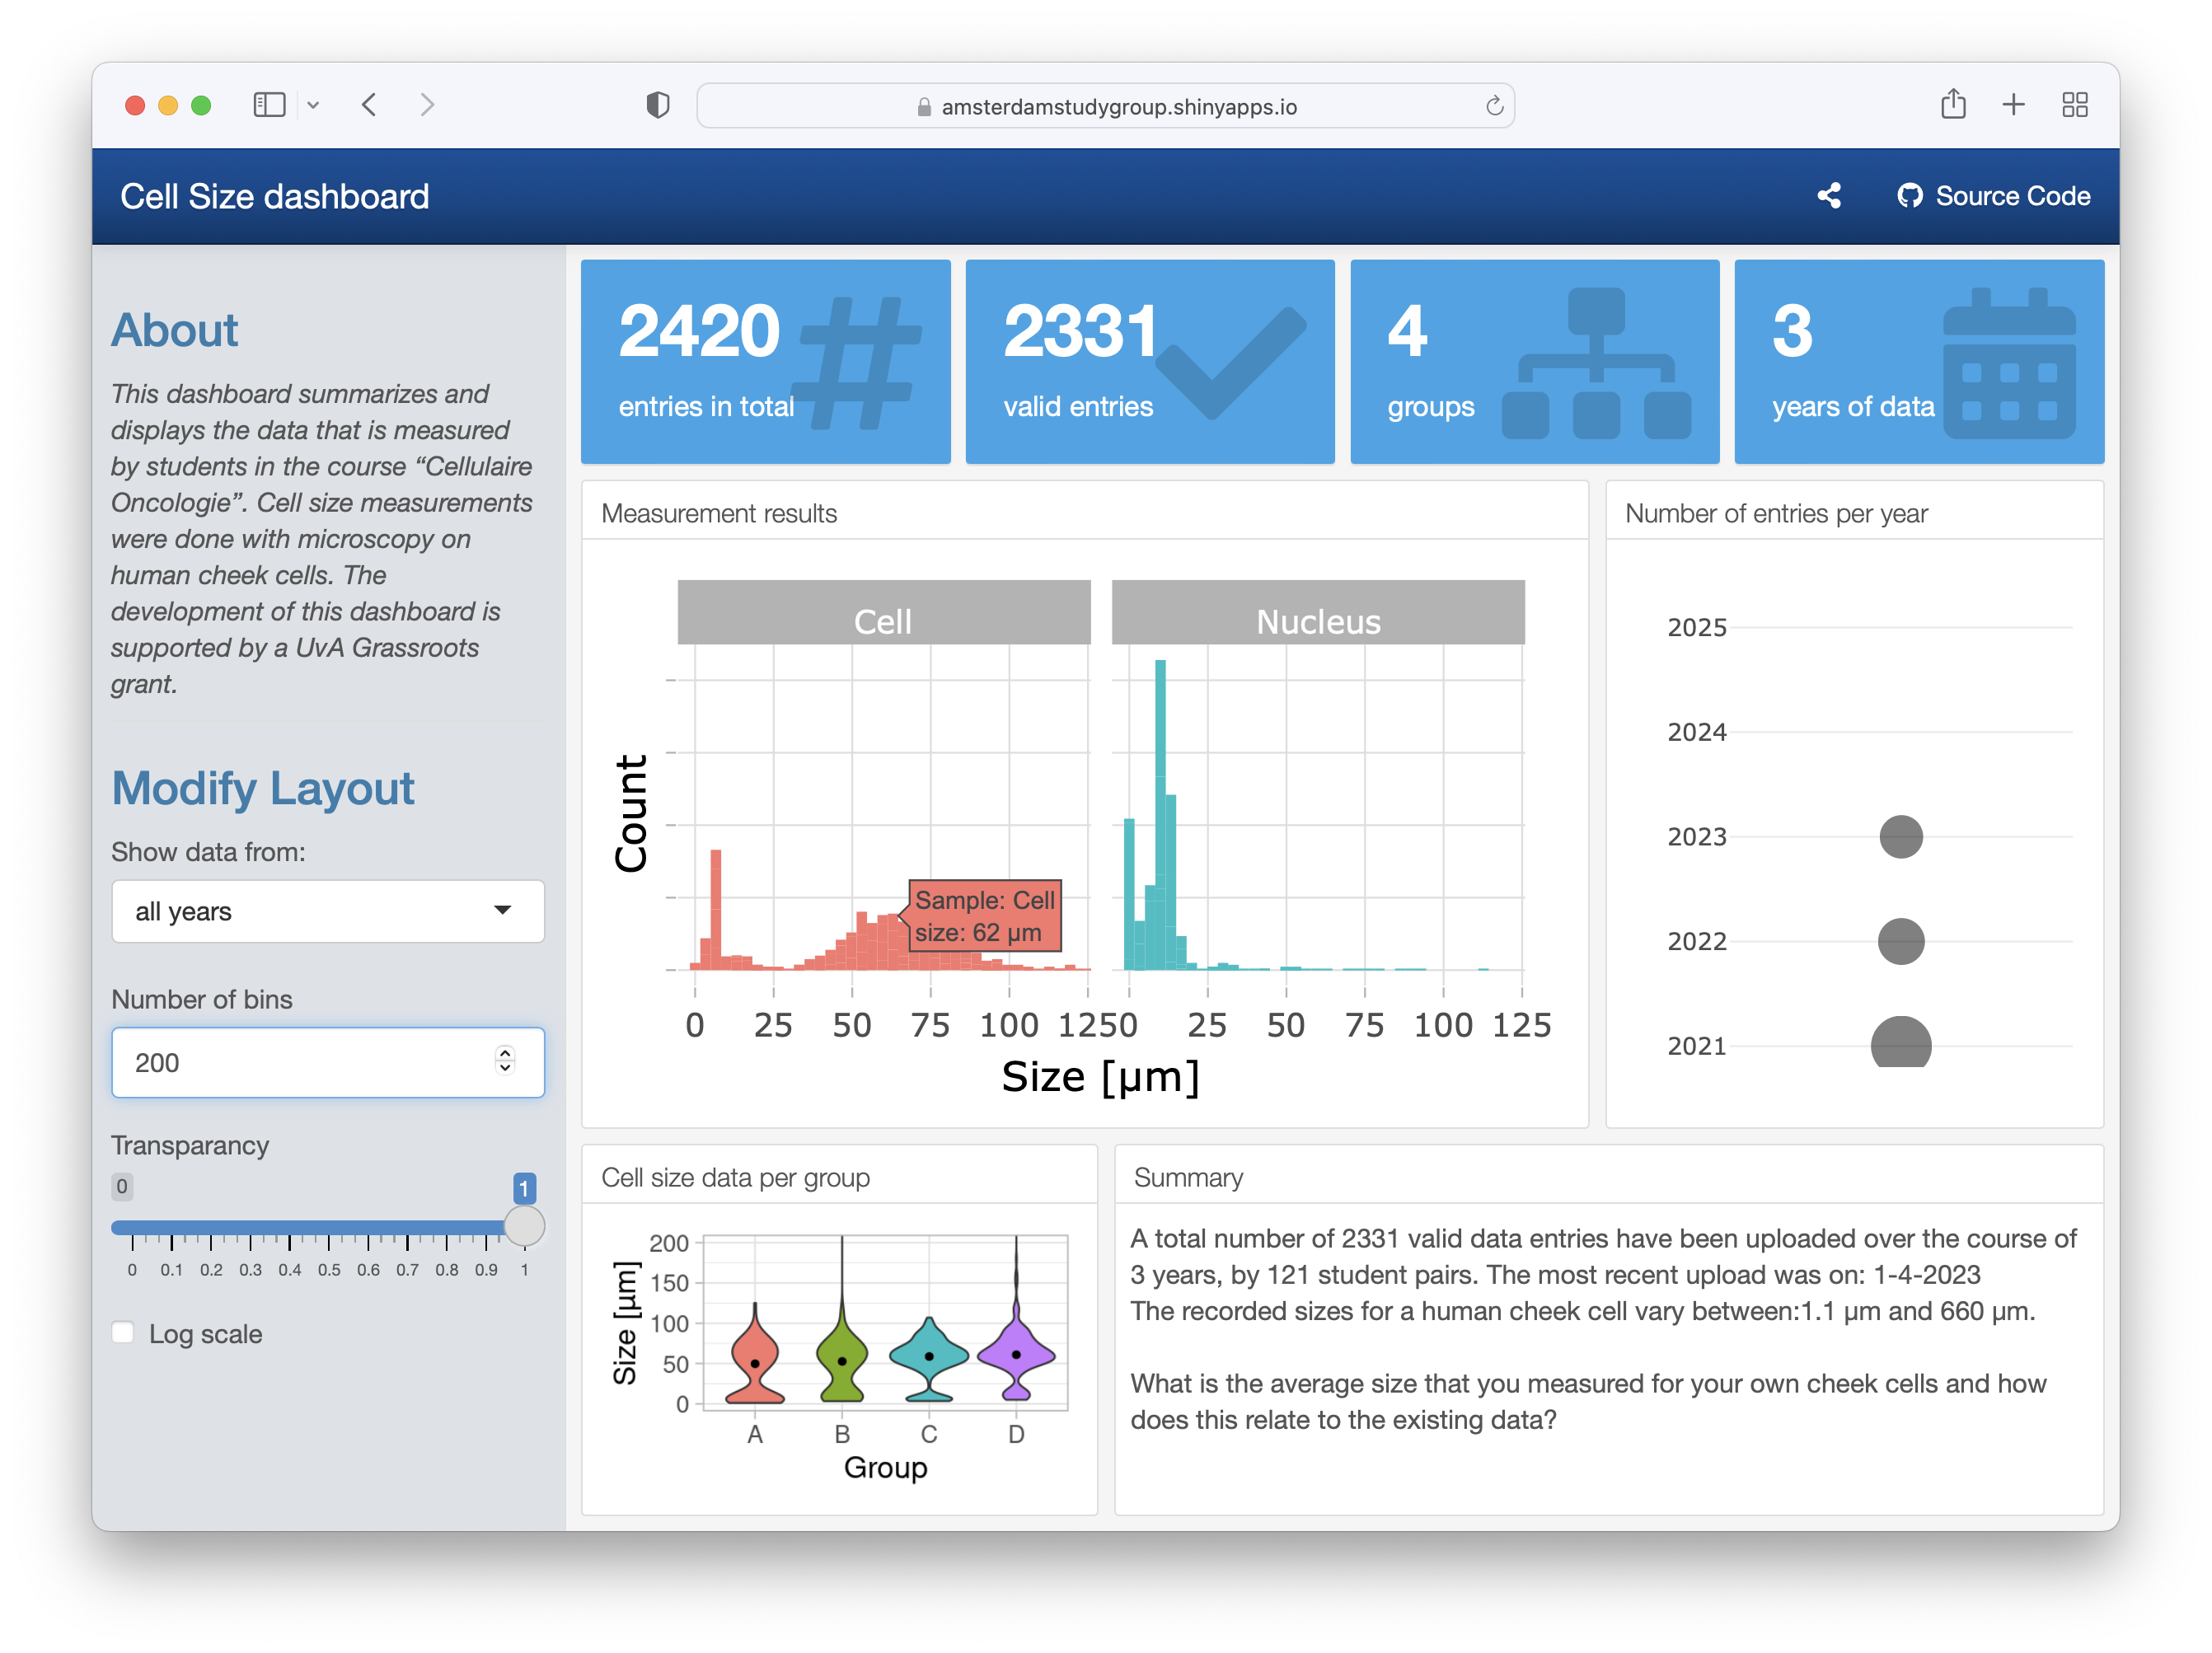 amsterdamstudygroup.shinyapps.io
Cell Size dashboard
Source Code
About
This dashboard summarizes and
displays the data that is measured
by students in the course “Cellulaire
Oncologie”. Cell size measurements
were done with microscopy on
human cheek cells. The
development of this dashboard is
supported by a UvA Grassroots
grant.
Modify Layout
Show data from:
all years
Number of bins
200
Transparancy
0
1
0 0.1 0.2 0.3 0.4 0.5 0.6 0.7 0.8 0.9 1
Log scale
2420
entries in total
2331
valid entries
4
groups
3
years of data
Measurement results
Cell
Nucleus
Count
Sample: Cell
size: 62 µm
0 25 50 75 100 125
0 25 50 75 100 125
Size [µm]
Number of entries per year
2025
2024
2023
2022
2021
Cell size data per group
Size [µm]
200
150
100
50
0
A B C D
Group
Summary
A total number of 2331 valid data entries have been uploaded over the course of
3 years, by 121 student pairs. The most recent upload was on: 1-4-2023
The recorded sizes for a human cheek cell vary between:1.1 µm and 660 µm.
What is the average size that you measured for your own cheek cells and how
does this relate to the existing data?